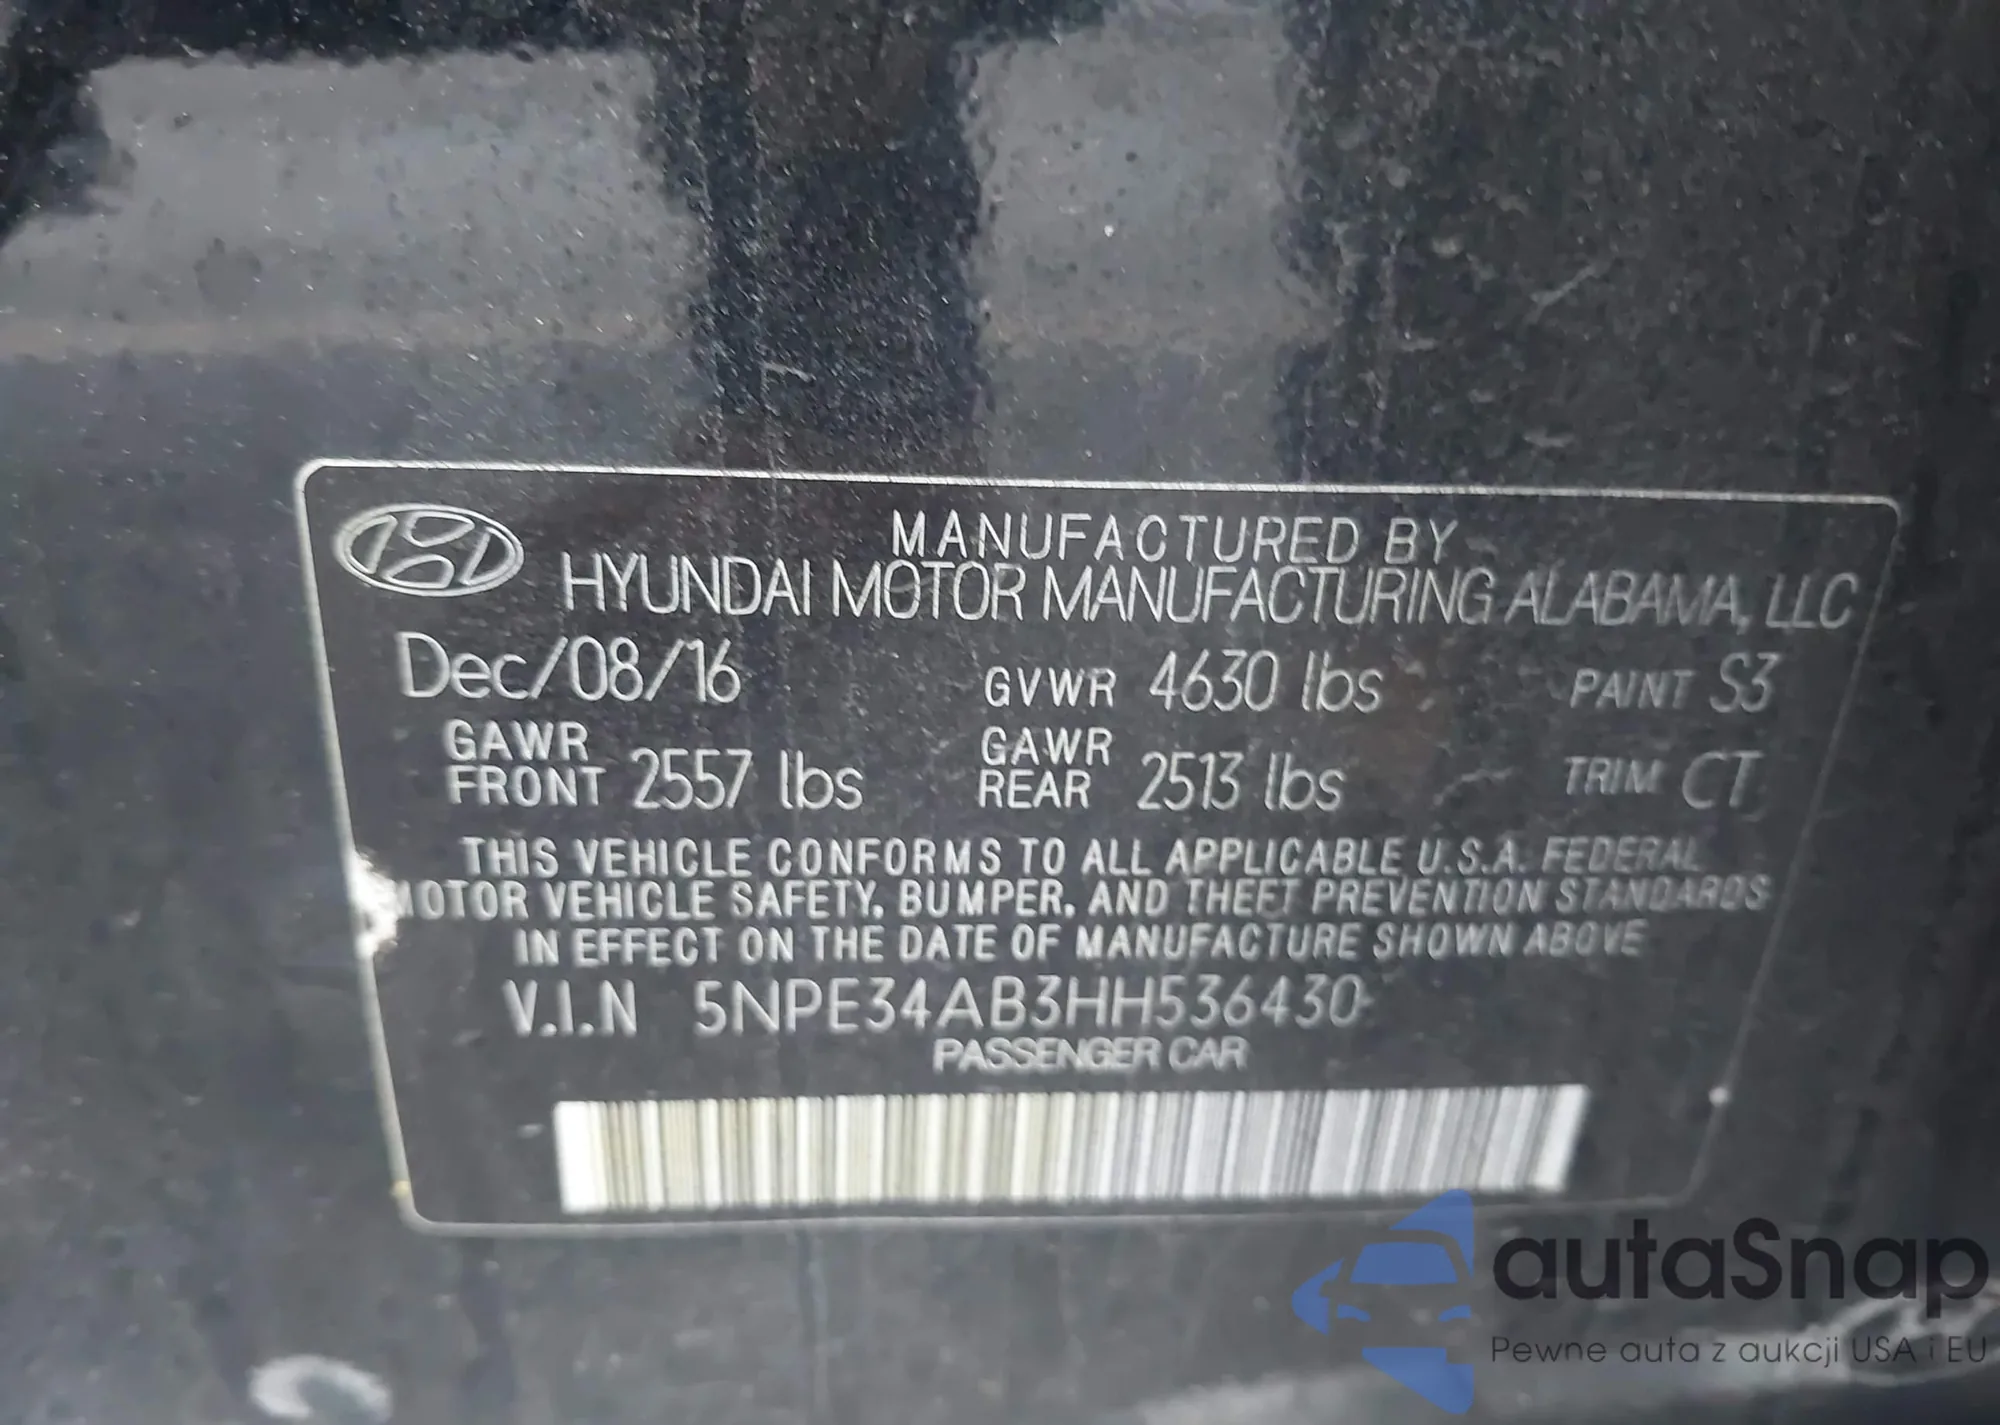 MANUFACTURED BY
HYUNDAI MOTOR MANUFACTURING ALABAMA, LLC
Dec/08/16 GVWR 4630 lbs PAINT S3
GAWR FRONT 2557 lbs GAWR REAR 2513 lbs TRIM CT
THIS VEHICLE CONFORMS TO ALL APPLICABLE U.S.A. FEDERAL
MOTOR VEHICLE SAFETY, BUMPER, AND THEFT PREVENTION STANDARDS
IN EFFECT ON THE DATE OF MANUFACTURE SHOWN ABOVE
V.I.N 5NPE34AB3HH536430
PASSENGER CAR
autaSnap
Pewne auta z aukcji USA i EU